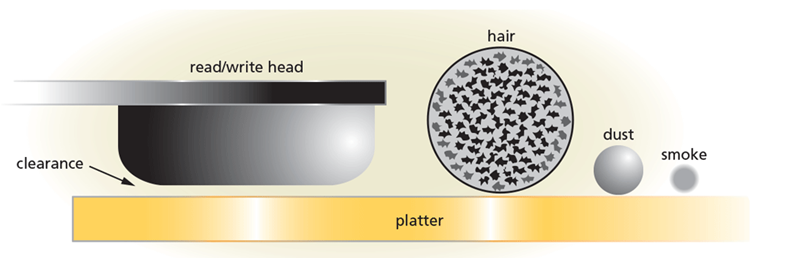 hair
read/write head
dust
smoke
clearance
platter